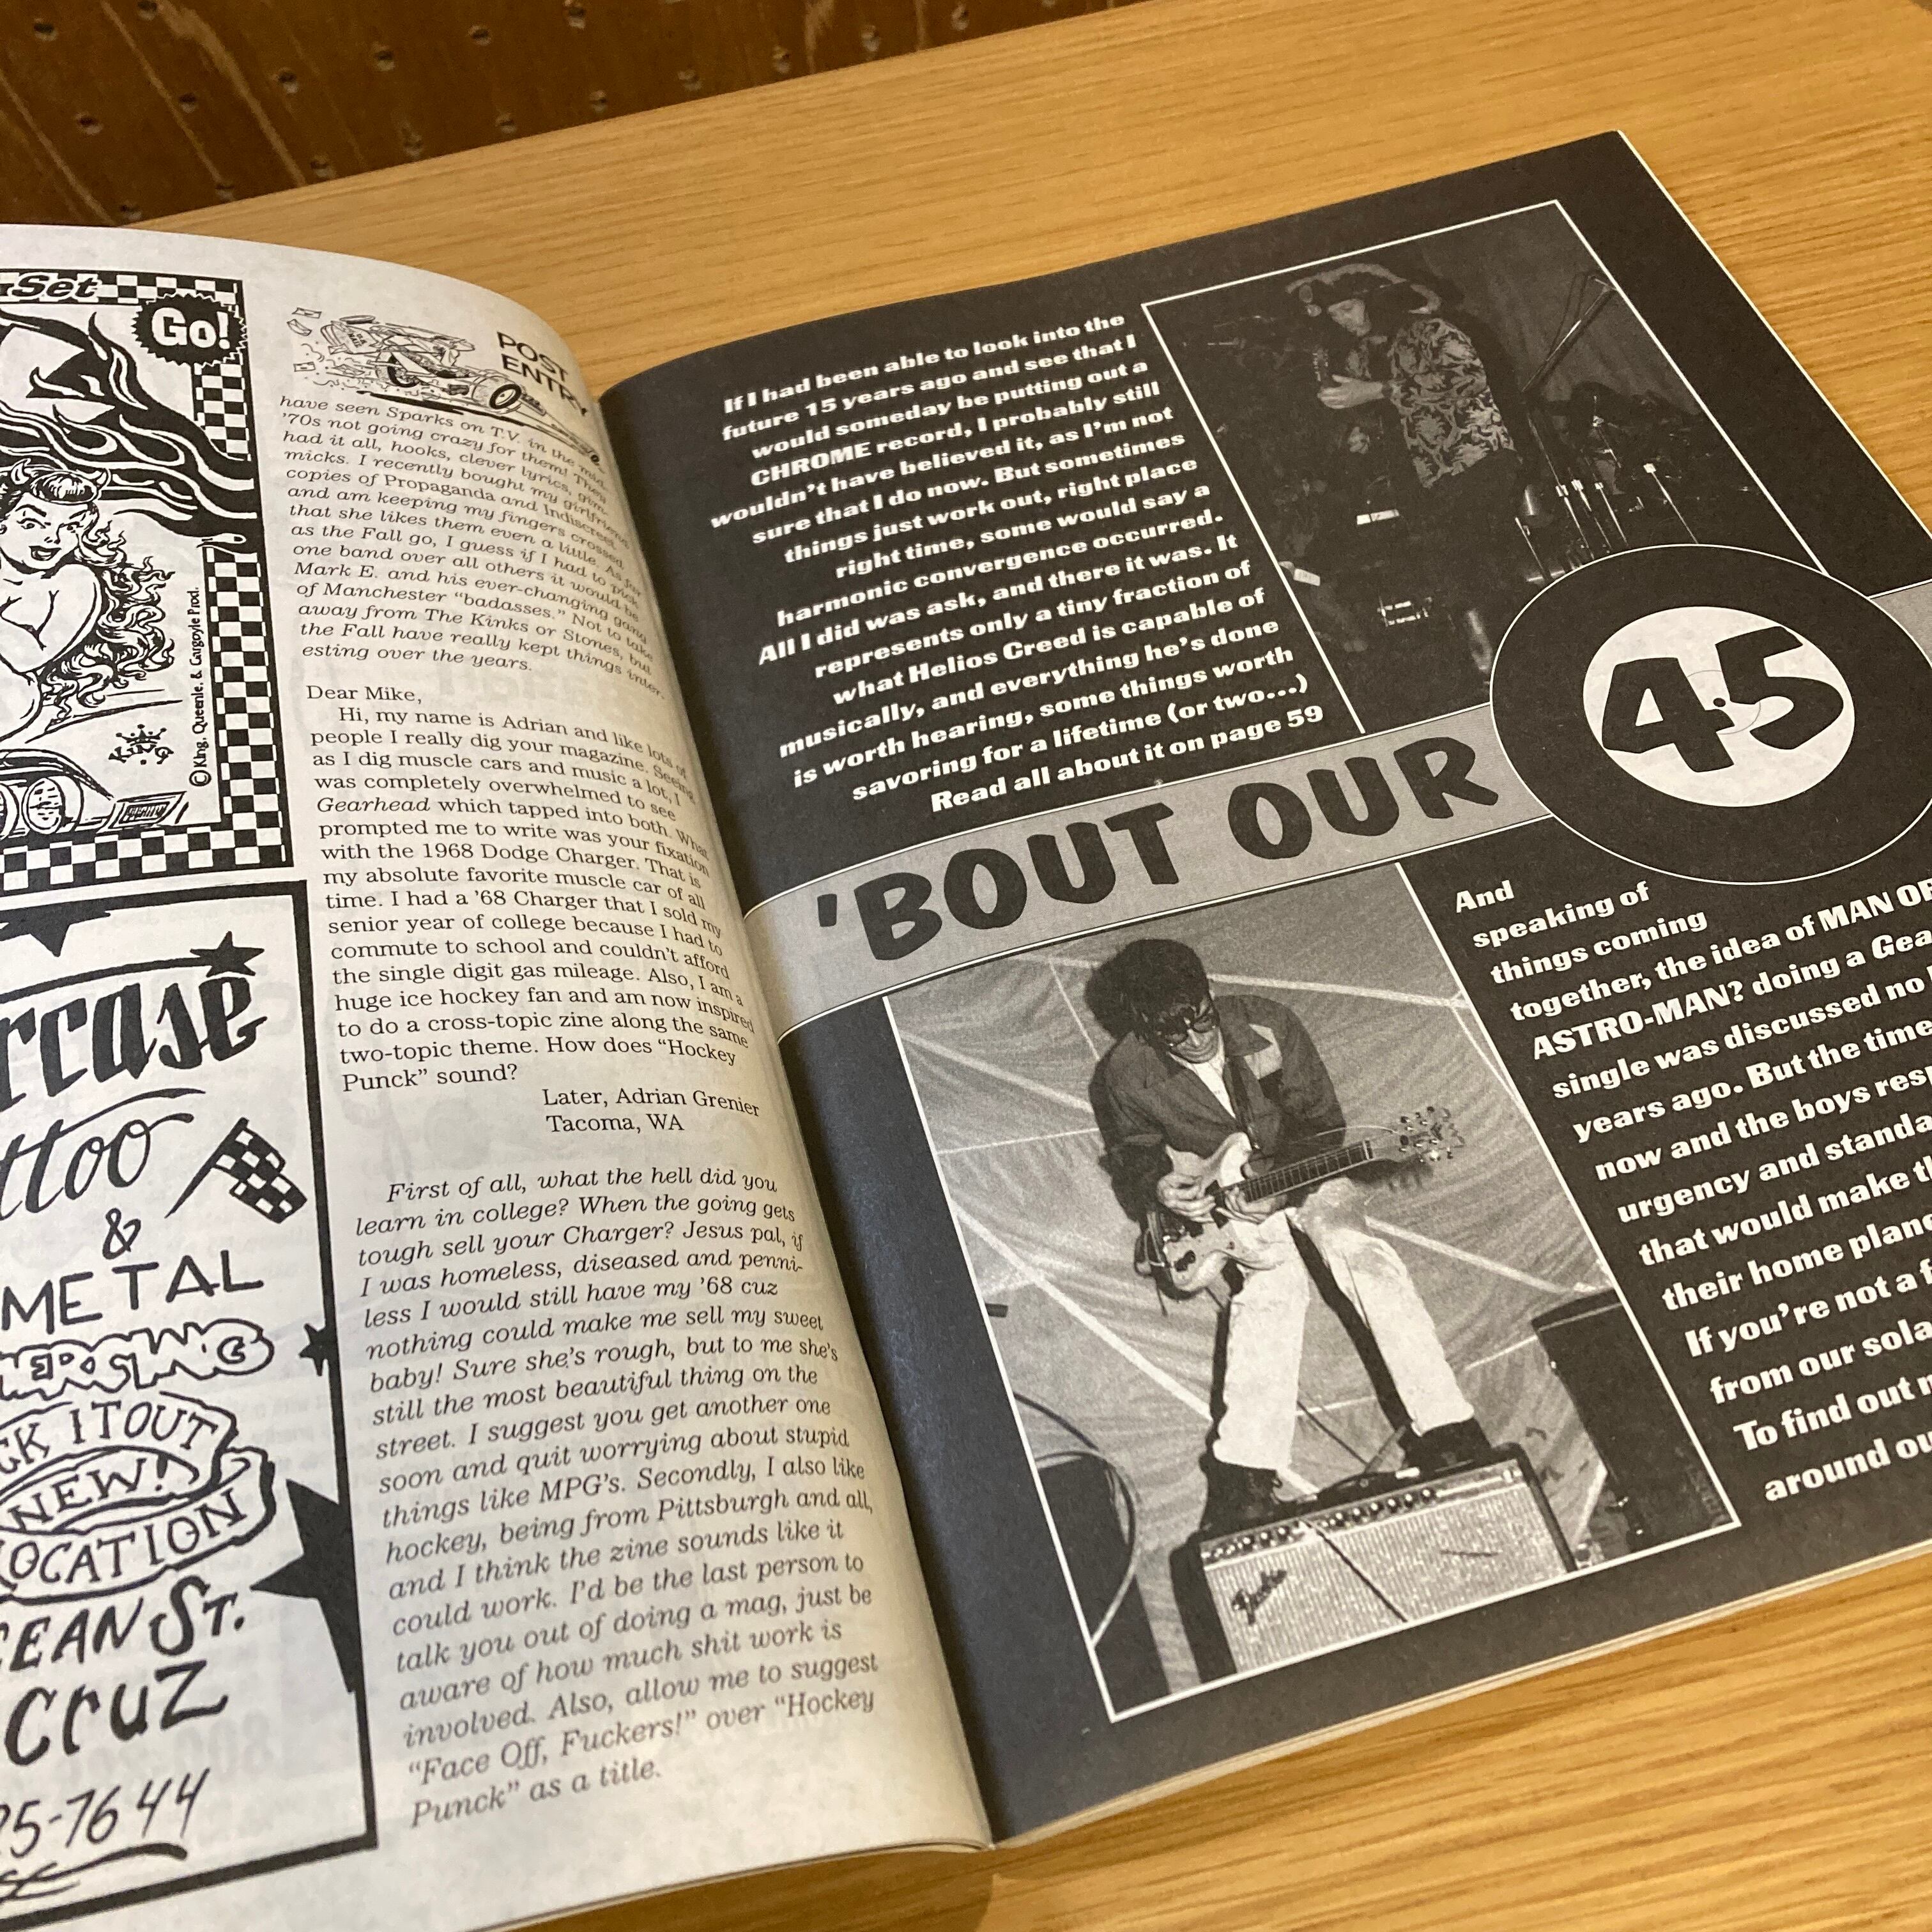 Set
Go!
©King. Queenie. & Gargoyle Prod.
rcase
ttoo
&
METAL
CK IT OUT
NEW!
LOCATION
CEAN ST.
Cruz
25-7644
POST
ENTRY
have seen Sparks on T.V. in the mid-
'70s not going crazy for them! They
had it all, hooks, clever lyrics, gim-
micks. I recently bought my girlfriend
copies of Propaganda and Indiscreet
and am keeping my fingers crossed
that she likes them even a little. As far
as the Fall go, I guess if I had to pick
one band over all others it would be
Mark E. and his ever-changing gang
of Manchester "badasses." Not to take
away from The Kinks or Stones, but
the Fall have really kept things inter-
esting over the years.
Dear Mike,
Hi, my name is Adrian and like lots of
people I really dig your magazine. Seeing
as I dig muscle cars and music a lot, I
was completely overwhelmed to see
Gearhead which tapped into both. What
prompted me to write was your fixation
with the 1968 Dodge Charger. That is
my absolute favorite muscle car of all
time. I had a '68 Charger that I sold my
senior year of college because I had to
commute to school and couldn't afford
the single digit gas mileage. Also, I am a
huge ice hockey fan and am now inspired
to do a cross-topic zine along the same
two-topic theme. How does "Hockey
Punck" sound?
Later, Adrian Grenier
Tacoma, WA
First of all, what the hell did you
learn in college? When the going gets
tough sell your Charger? Jesus pal, if
I was homeless, diseased and penni-
less I would still have my '68 cuz
nothing could make me sell my sweet
baby! Sure she's rough, but to me she's
still the most beautiful thing on the
street. I suggest you get another one
soon and quit worrying about stupid
things like MPG's. Secondly, I also like
hockey, being from Pittsburgh and all,
and I think the zine sounds like it
could work. I'd be the last person to
talk you out of doing a mag, just be
aware of how much shit work is
involved. Also, allow me to suggest
"Face Off, Fuckers!" over "Hockey
Punck" as a title.
If I had been able to look into the
future 15 years ago and see that I
would someday be putting out a
CHROME record, I probably still
wouldn't have believed it, as I'm not
sure that I do now. But sometimes
things just work out, right place
right time, some would say a
harmonic convergence occurred.
All I did was ask, and there it was. It
represents only a tiny fraction of
what Helios Creed is capable of
musically, and everything he's done
is worth hearing, some things worth
savoring for a lifetime (or two...)
Read all about it on page 59
'BOUT OUR
45
And
speaking of
things coming
together, the idea of MAN OR
ASTRO-MAN? doing a Gea
single was discussed no
years ago. But the time
now and the boys resp
urgency and standa
that would make th
their home plan
If you're not a f
from our sola
To find out m
around ou
Fender